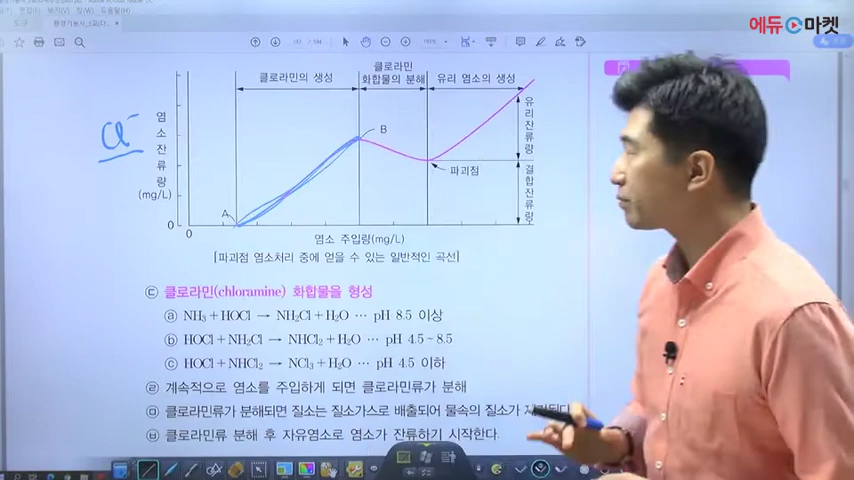 에듀마켓
도구
클로라민의 생성
클로라민
화합물의 분해
유리 염소의 생성
염소잔류량
(mg/L)
Cl⁻
A
B
파괴점
유리잔류량
결합잔류량
0
0
염소 주입량(mg/L)
[파괴점 염소처리 중에 얻을 수 있는 일반적인 곡선]
㉢ 클로라민(chloramine) 화합물을 형성
ⓐ NH₃+HOCl → NH₂Cl+H₂O ⋯ pH 8.5 이상
ⓑ HOCl+NH₂Cl → NHCl₂+H₂O ⋯ pH 4.5~8.5
ⓒ HOCl+NHCl₂ → NCl₃+H₂O ⋯ pH 4.5 이하
㉣ 계속적으로 염소를 주입하게 되면 클로라민류가 분해
㉤ 클로라민류가 분해되면 질소는 질소가스로 배출되어 물속의 질소가 제거된다
㉥ 클로라민류 분해 후 자유염소로 염소가 잔류하기 시작한다.